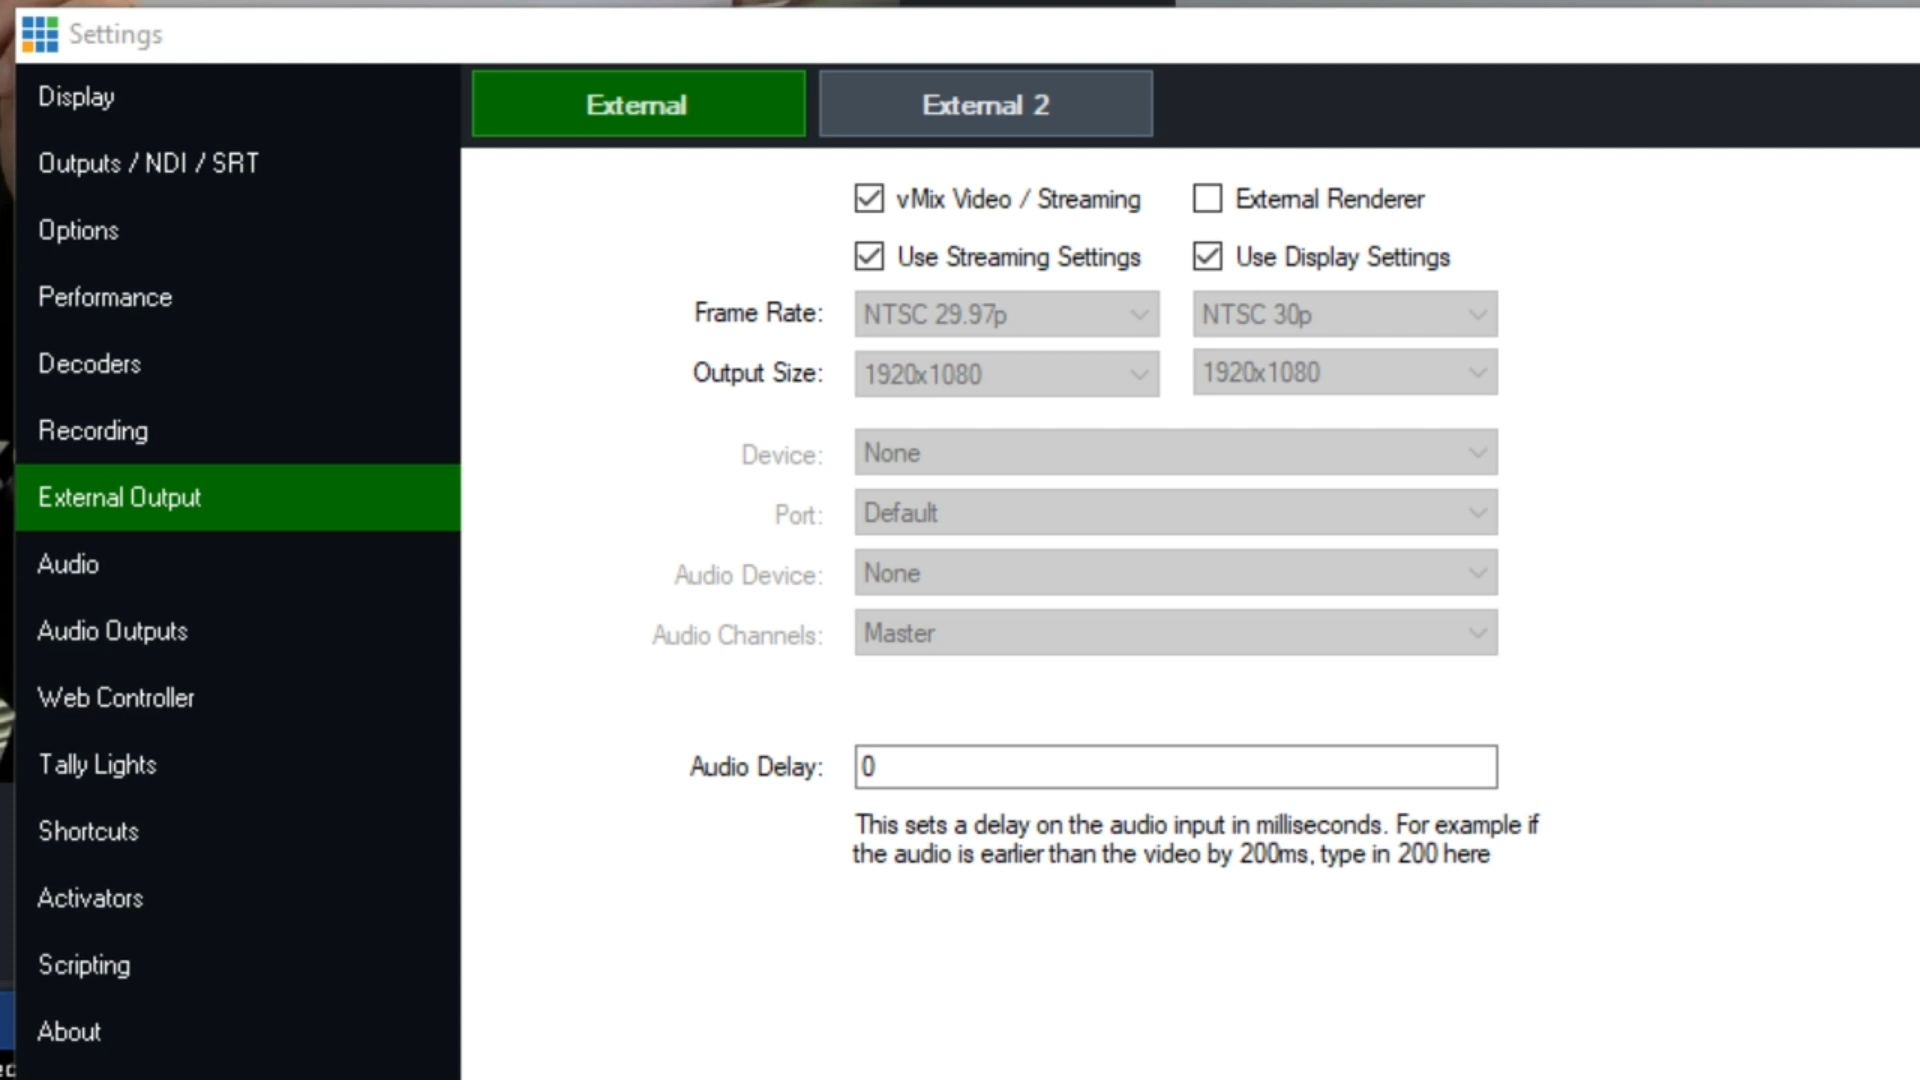 Settings
Display
Outputs / NDI / SRT
Options
Performance
Decoders
Recording
External Output
Audio
Audio Outputs
Web Controller
Tally Lights
Shortcuts
Activators
Scripting
About
External
External 2
vMix Video / Streaming
External Renderer
Use Streaming Settings
Use Display Settings
Frame Rate:
NTSC 29.97p
NTSC 30p
Output Size:
1920x1080
1920x1080
Device:
None
Port:
Default
Audio Device:
None
Audio Channels:
Master
Audio Delay:
0
This sets a delay on the audio input in milliseconds. For example if
the audio is earlier than the video by 200ms, type in 200 here